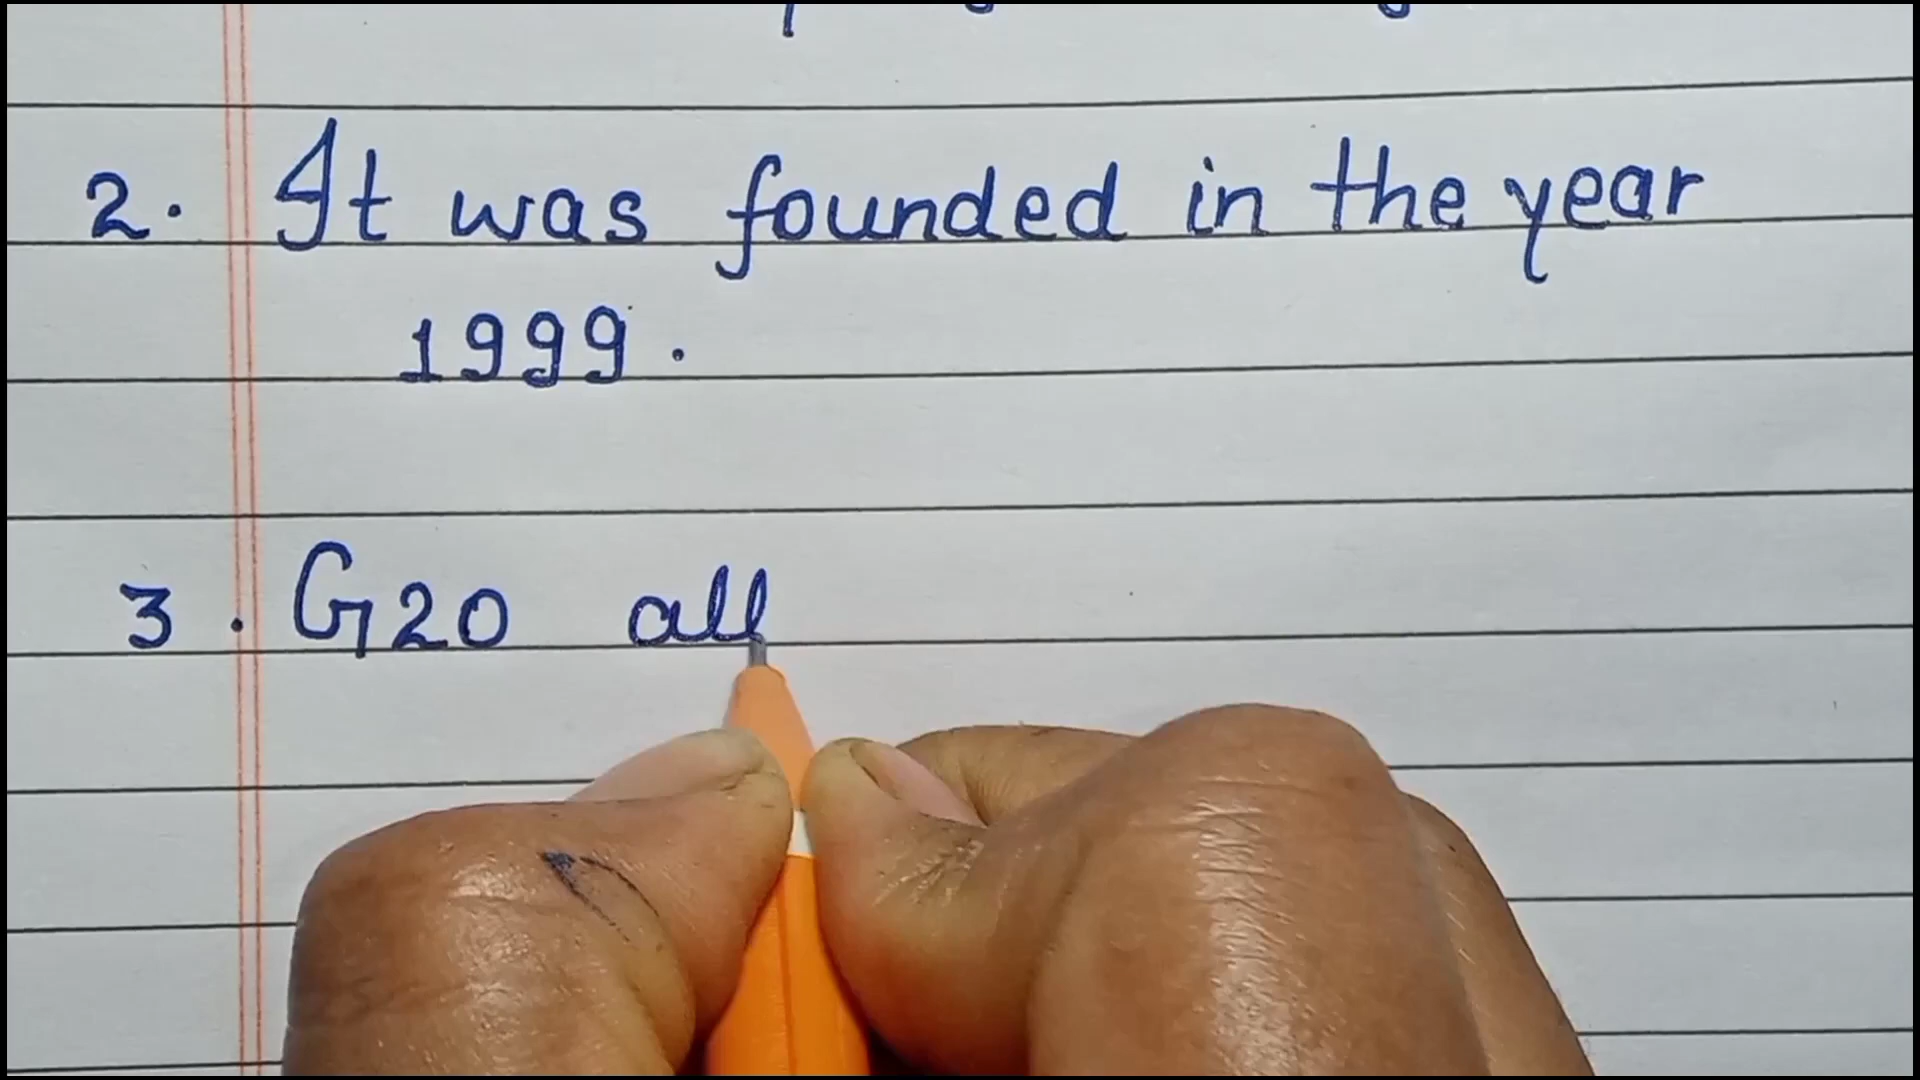 2. It was founded in the year
1999.
3. G20 all